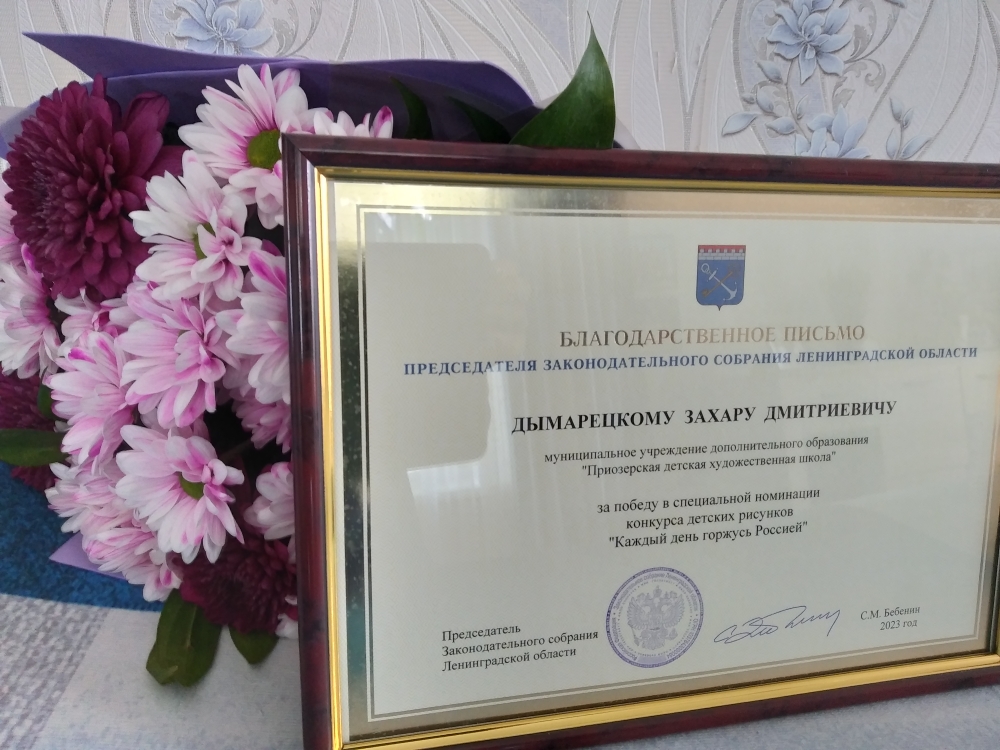 БЛАГОДАРСТВЕННОЕ ПИСЬМО
ПРЕДСЕДАТЕЛЯ ЗАКОНОДАТЕЛЬНОГО СОБРАНИЯ ЛЕНИНГРАДСКОЙ ОБЛАСТИ
ДЫМАРЕЦКОМУ ЗАХАРУ ДМИТРИЕВИЧУ
муниципальное учреждение дополнительного образования
"Приозерская детская художественная школа"
за победу в специальной номинации
конкурса детских рисунков
"Каждый день горжусь Россией"
Председатель
Законодательного собрания
Ленинградской области
С.М. Бебенин
2023 год